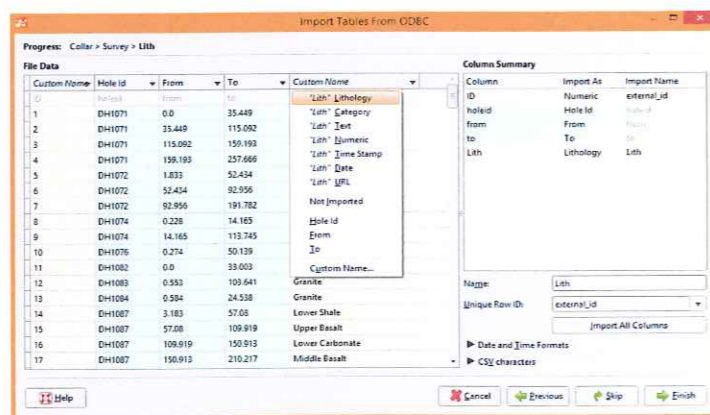 Import Tables From ODBC
Progress: Collar > Survey > Lith
File Data
Custom Name Hole Id From To Custom Name
ID holeid from to
1 DH1071 0.0 35.449
2 DH1071 35.449 115.092
3 DH1071 115.092 159.193
4 DH1071 159.193 257.666
5 DH1072 1.833 52.434
6 DH1072 52.434 92.956
7 DH1072 92.956 191.782
8 DH1074 0.228 14.165
9 DH1074 14.165 113.745
10 DH1076 0.274 50.139
11 DH1082 0.0 33.003
12 DH1083 0.553 103.641 Granite
13 DH1084 0.504 24.538 Granite
14 DH1087 3.183 57.08 Lower Shale
15 DH1087 57.08 109.919 Upper Basalt
16 DH1087 109.919 150.913 Lower Carbonate
17 DH1087 150.913 210.217 Middle Basalt
"Lith" Lithology
"Lith" Category
"Lith" Text
"Lith" Numeric
"Lith" Time Stamp
"Lith" Date
"Lith" URL
Not Imported
Hole Id
From
To
Custom Name...
Column Summary
Column Import As Import Name
ID Numeric external_id
holeid Hole Id
from From
to To
Lith Lithology Lith
Name: Lith
Unique Row ID: external_id
Import All Columns
Date and Time Formats
CSV characters
Help
Cancel
Previous
Skip
Finish